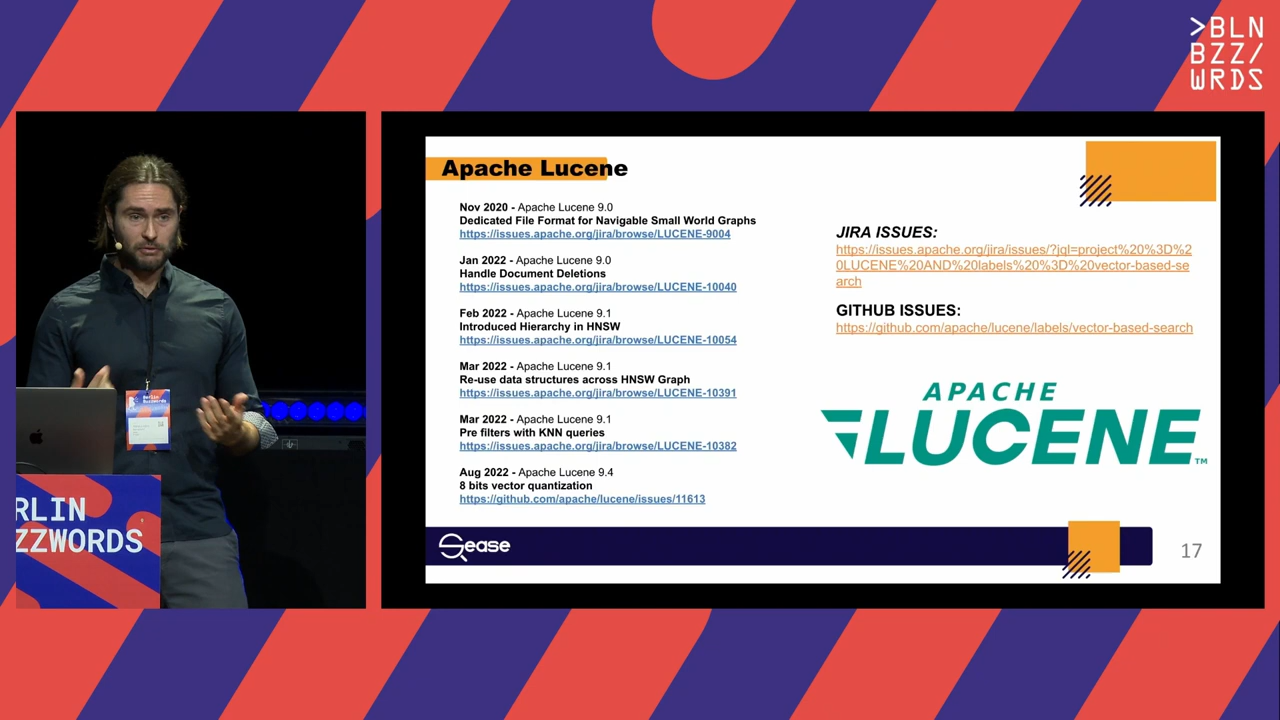 >BLN
BZZ/
WRDS
Apache Lucene
Nov 2020 - Apache Lucene 9.0
Dedicated File Format for Navigable Small World Graphs
https://issues.apache.org/jira/browse/LUCENE-9004
Jan 2022 - Apache Lucene 9.0
Handle Document Deletions
https://issues.apache.org/jira/browse/LUCENE-10040
Feb 2022 - Apache Lucene 9.1
Introduced Hierarchy in HNSW
https://issues.apache.org/jira/browse/LUCENE-10054
Mar 2022 - Apache Lucene 9.1
Re-use data structures across HNSW Graph
https://issues.apache.org/jira/browse/LUCENE-10391
Mar 2022 - Apache Lucene 9.1
Pre filters with KNN queries
https://issues.apache.org/jira/browse/LUCENE-10382
Aug 2022 - Apache Lucene 9.4
8 bits vector quantization
https://github.com/apache/lucene/issues/11613
JIRA ISSUES:
https://issues.apache.org/jira/issues/?jql=project%20%3D%2
0LUCENE%20AND%20labels%20%3D%20vector-based-se
arch
GITHUB ISSUES:
https://github.com/apache/lucene/labels/vector-based-search
APACHE
LUCENE™
Sease
17
Berlin
Buzzwords
RLIN
ZZWORDS